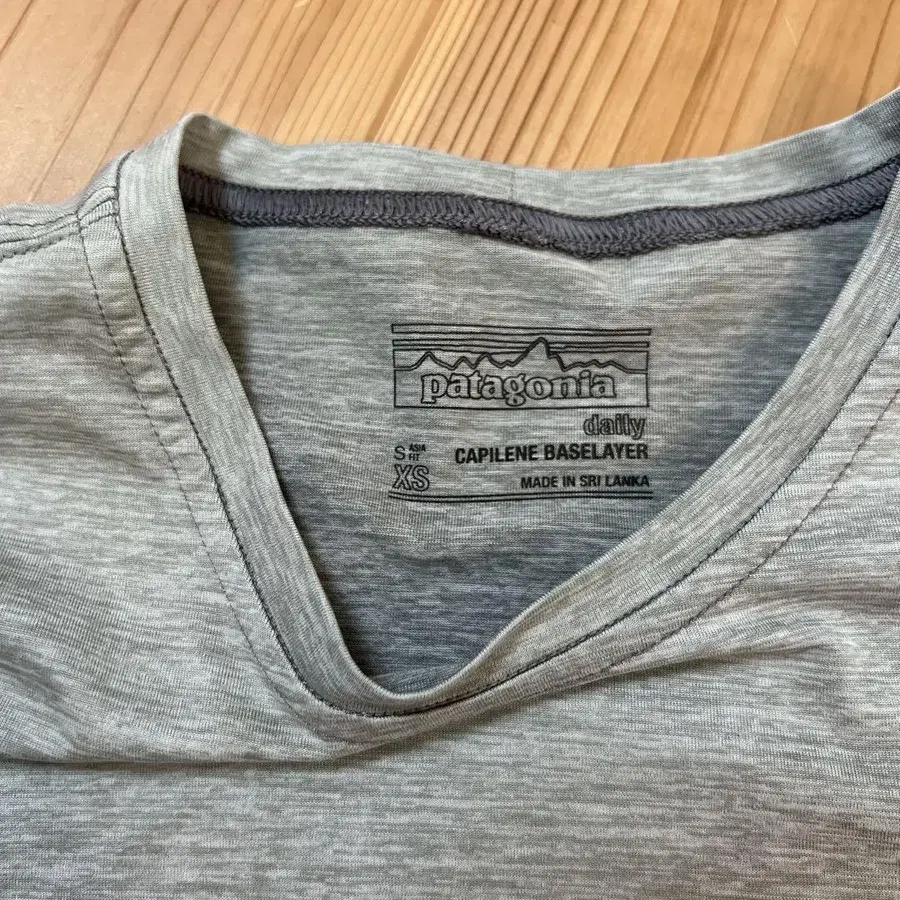 patagonia
daily
S ASIA FIT
CAPILENE BASELAYER
XS
MADE IN SRI LANKA